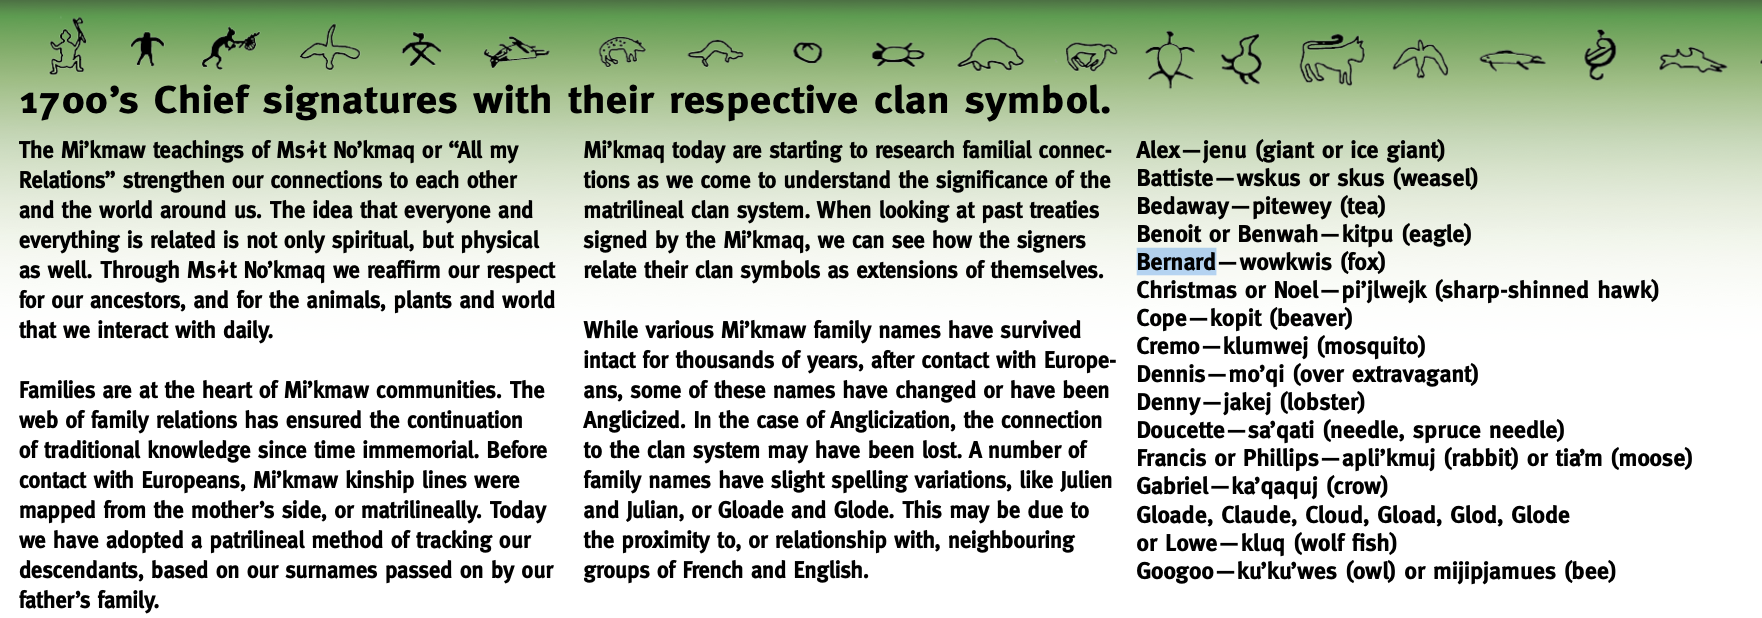 1700’s Chief signatures with their respective clan symbol.
The Mi’kmaw teachings of Msɨt No’kmaq or “All my
Relations” strengthen our connections to each other
and the world around us. The idea that everyone and
everything is related is not only spiritual, but physical
as well. Through Msɨt No’kmaq we reaffirm our respect
for our ancestors, and for the animals, plants and world
that we interact with daily.
Families are at the heart of Mi’kmaw communities. The
web of family relations has ensured the continuation
of traditional knowledge since time immemorial. Before
contact with Europeans, Mi’kmaw kinship lines were
mapped from the mother’s side, or matrilineally. Today
we have adopted a patrilineal method of tracking our
descendants, based on our surnames passed on by our
father’s family.
Mi’kmaq today are starting to research familial connec-
tions as we come to understand the significance of the
matrilineal clan system. When looking at past treaties
signed by the Mi’kmaq, we can see how the signers
relate their clan symbols as extensions of themselves.
While various Mi’kmaw family names have survived
intact for thousands of years, after contact with Europe-
ans, some of these names have changed or have been
Anglicized. In the case of Anglicization, the connection
to the clan system may have been lost. A number of
family names have slight spelling variations, like Julien
and Julian, or Gloade and Glode. This may be due to
the proximity to, or relationship with, neighbouring
groups of French and English.
Alex—jenu (giant or ice giant)
Battiste—wskus or skus (weasel)
Bedaway—pitewey (tea)
Benoit or Benwah—kitpu (eagle)
Bernard—wowkwis (fox)
Christmas or Noel—pi’jlwejk (sharp-shinned hawk)
Cope—kopit (beaver)
Cremo—klumwej (mosquito)
Dennis—mo’qi (over extravagant)
Denny—jakej (lobster)
Doucette—sa’qati (needle, spruce needle)
Francis or Phillips—apli’kmuj (rabbit) or tia’m (moose)
Gabriel—ka’qaquj (crow)
Gloade, Claude, Cloud, Gload, Glod, Glode
or Lowe—kluq (wolf fish)
Googoo—ku’ku’wes (owl) or mijipjamues (bee)